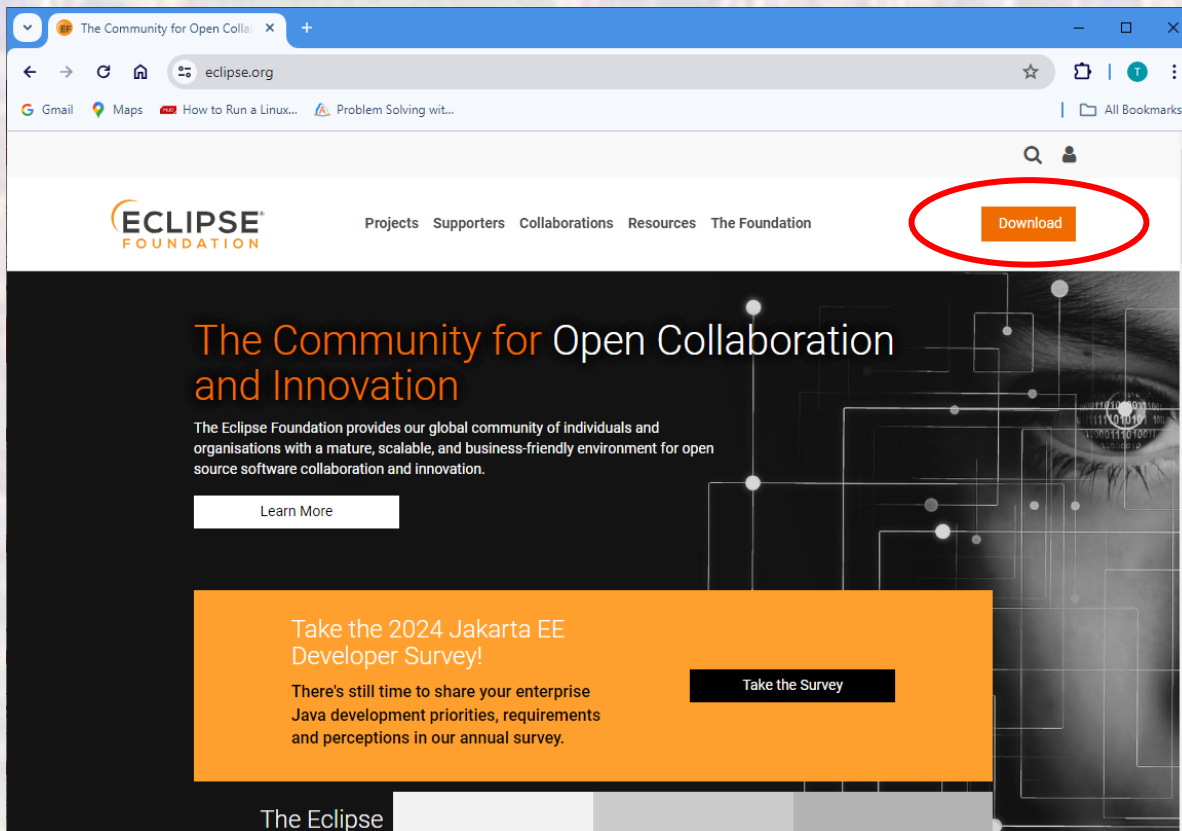 EF The Community for Open Colla
eclipse.org
T
G Gmail Maps How to Run a Linux... Problem Solving wit... All Bookmarks
ECLIPSE®
FOUNDATION
Projects Supporters Collaborations Resources The Foundation Download
The Community for Open Collaboration
and Innovation
The Eclipse Foundation provides our global community of individuals and
organisations with a mature, scalable, and business-friendly environment for open
source software collaboration and innovation.
Learn More
Take the 2024 Jakarta EE
Developer Survey!
There's still time to share your enterprise
Java development priorities, requirements
and perceptions in our annual survey.
Take the Survey
The Eclipse